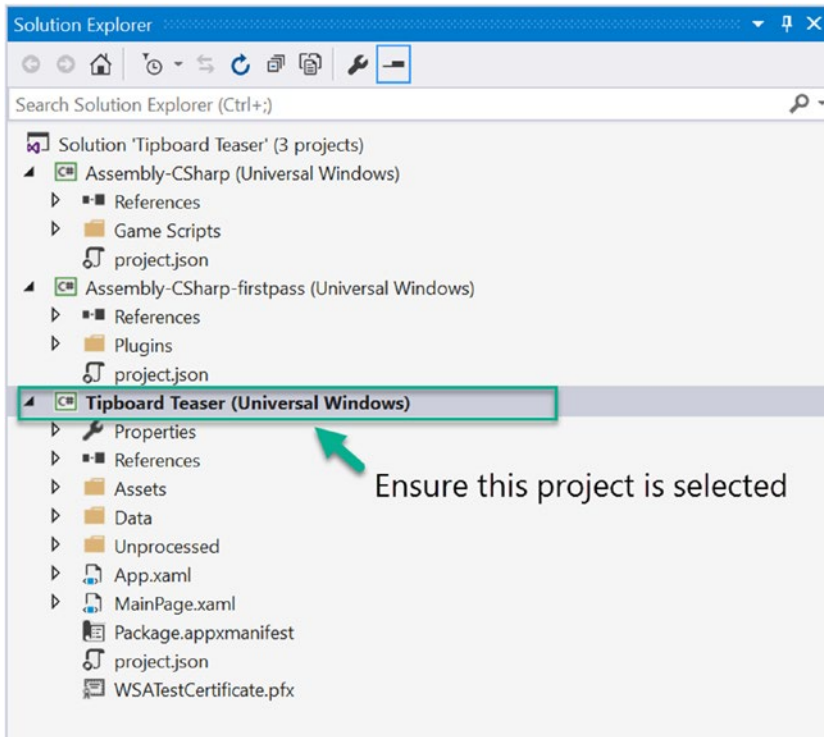 Solution Explorer
Search Solution Explorer (Ctrl+;)
Solution 'Tipboard Teaser' (3 projects)
C# Assembly-CSharp (Universal Windows)
References
Game Scripts
project.json
C# Assembly-CSharp-firstpass (Universal Windows)
References
Plugins
project.json
C# Tipboard Teaser (Universal Windows)
Properties
References
Assets
Ensure this project is selected
Data
Unprocessed
App.xaml
MainPage.xaml
Package.appxmanifest
project.json
WSATestCertificate.pfx